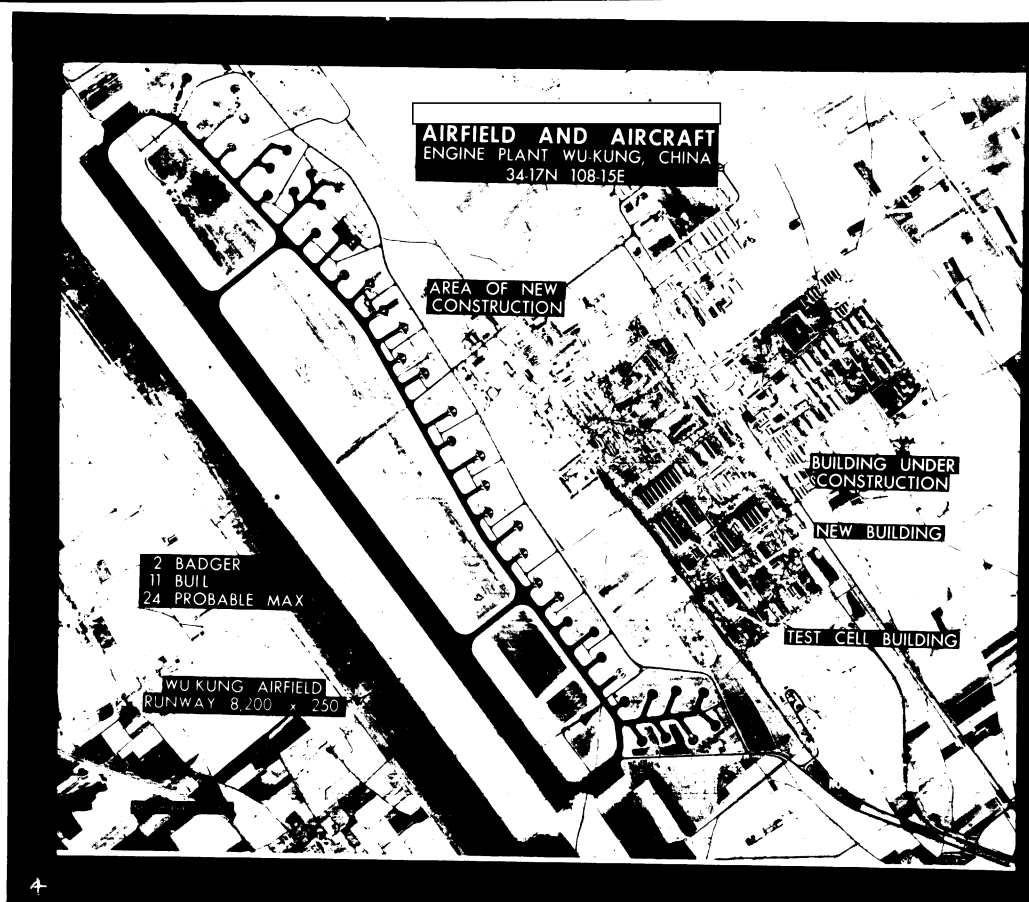 AIRFIELD AND AIRCRAFT
ENGINE PLANT WU-KUNG, CHINA
34-17N 108-15E
AREA OF NEW
CONSTRUCTION
BUILDING UNDER
CONSTRUCTION
NEW BUILDING
2 BADGER
11 BUIL
24 PROBABLE MAX
TEST CELL BUILDING
WU KUNG AIRFIELD
RUNWAY 8,200 x 250
4